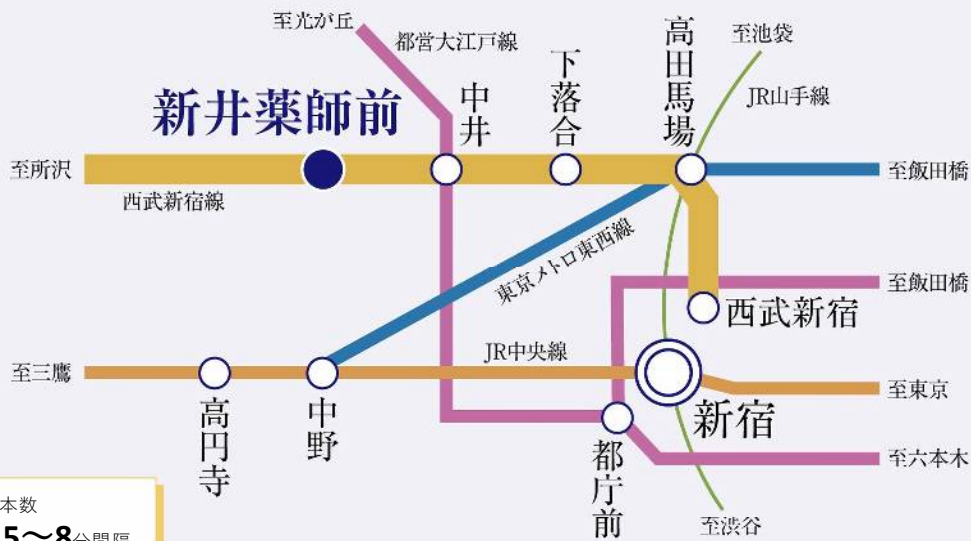 至光が丘
都営大江戸線
中井
下落合
高田馬場
至池袋
JR山手線
新井薬師前
至所沢
西武新宿線
至飯田橋
東京メトロ東西線
至飯田橋
西武新宿
至三鷹
JR中央線
高円寺
中野
新宿
至東京
都庁前
至六本木
至渋谷
本数
5〜8分間隔